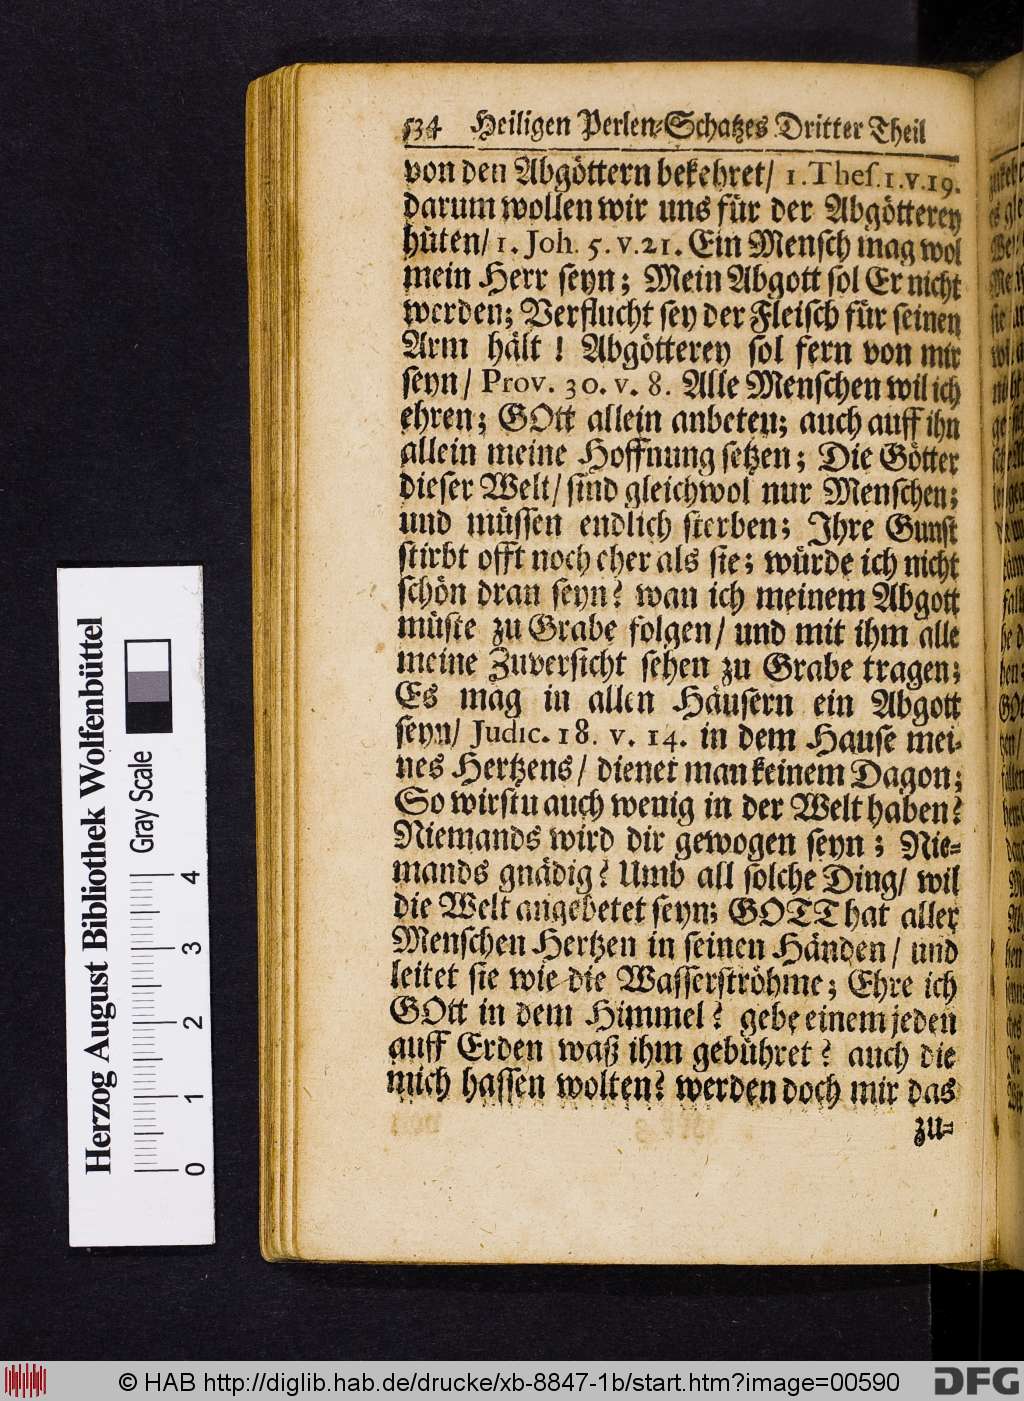 534 Heiligen Perlen-Schatzes Dritter Theil
von den Abgöttern bekehret/ 1. Thes. 1. v. 19.
darum wollen wir uns für der Abgötterey
hüten/ 1. Joh. 5. v. 21. Ein Mensch mag wol
mein Herr seyn; Mein Abgott sol Er nicht
werden; Verflucht sey der Fleisch für seinen
Arm hält! Abgötterey sol fern von mir
seyn/ Prov. 30. v. 8. Alle Menschen wil ich
ehren; GOtt allein anbeten; auch auff ihn
allein meine Hoffnung setzen; Die Götter
dieser Welt/ sind gleichwol nur Menschen;
und müssen endlich sterben; Ihre Gunst
stirbt offt noch eher als sie; würde ich nicht
schön dran seyn? wan ich meinem Abgott
müste zu Grabe folgen/ und mit ihm alle
meine Zuversicht sehen zu Grabe tragen;
Es mag in allen Häusern ein Abgott
seyn/ Judic. 18. v. 14. in dem Hause mei-
nes Hertzens/ dienet man keinem Dagon;
So wirstu auch wenig in der Welt haben?
Niemands wird dir gewogen seyn; Nie-
mands gnädig? Umb all solche Ding/ wil
die Welt angebetet seyn; GOTT hat aller
Menschen Hertzen in seinen Händen/ und
leitet sie wie die Wasserströhme; Ehre ich
GOtt in dem Himmel? gebe einem jeden
auff Erden waß ihm gebühret? auch die
mich hassen wolten? werden doch mir das
zu-
Herzog August Bibliothek Wolfenbüttel
Gray Scale
0 1 2 3 4
© HAB http://diglib.hab.de/drucke/xb-8847-1b/start.htm?image=00590
DFG